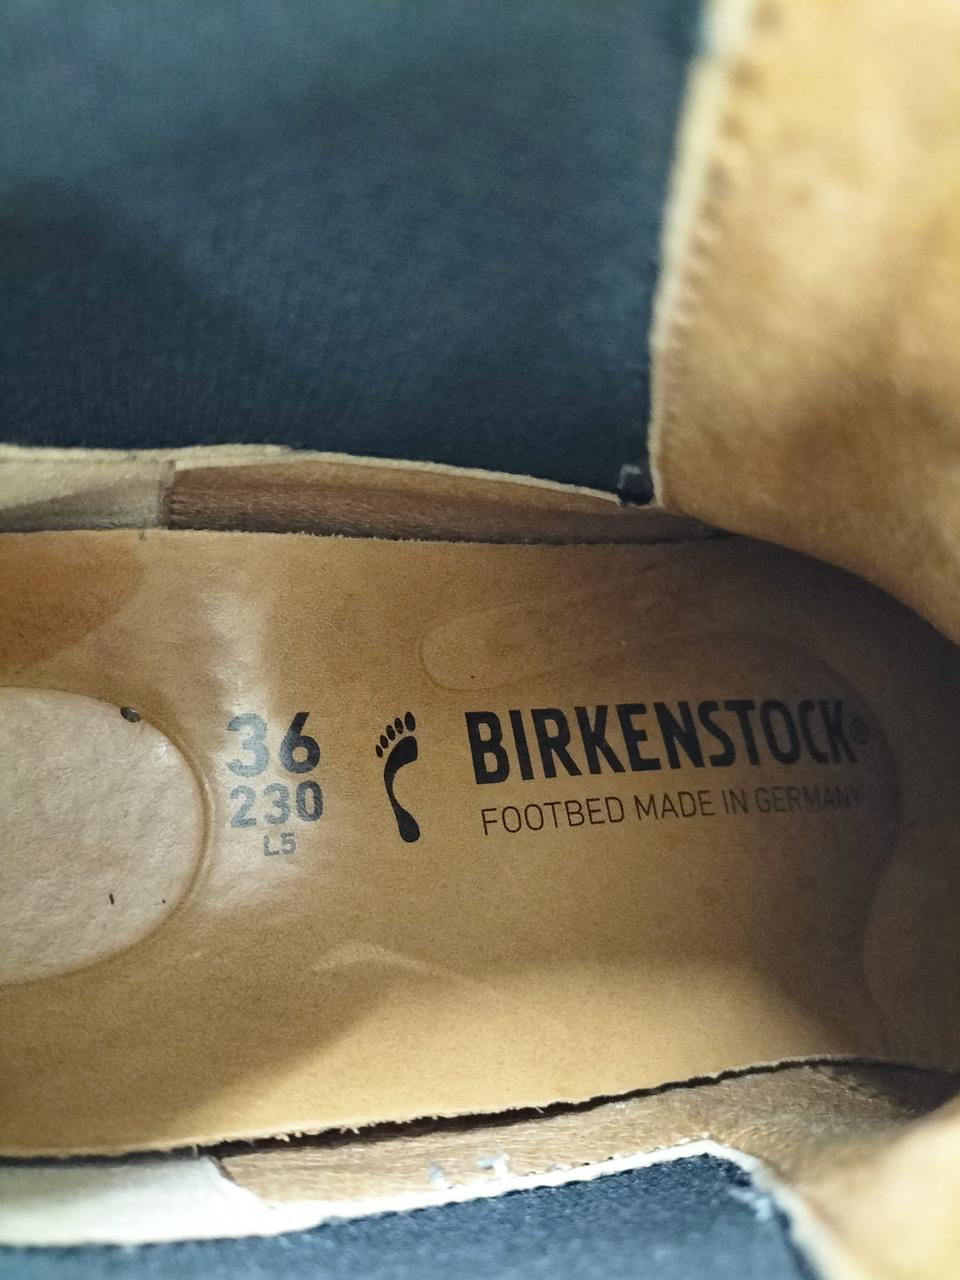 36
230
L5
BIRKENSTOCK®
FOOTBED MADE IN GERMANY